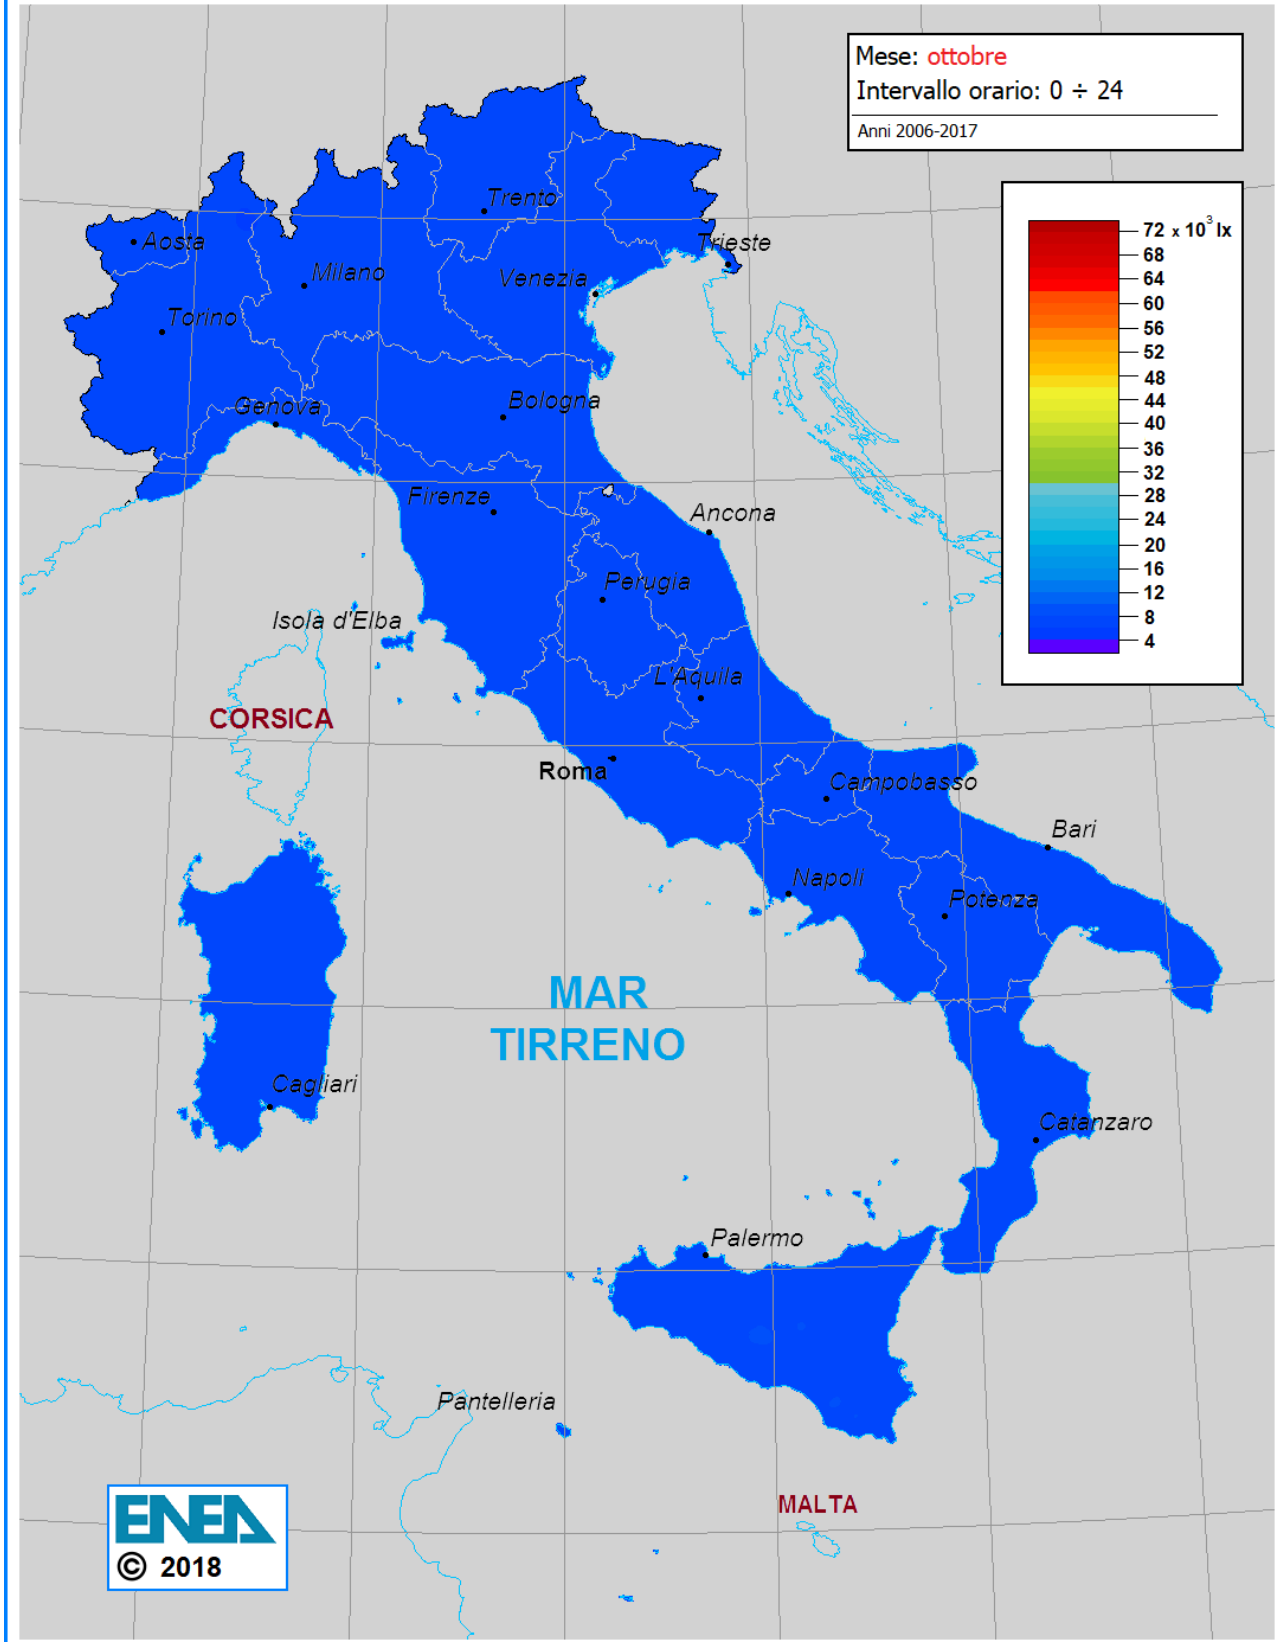 Mese: ottobre
Intervallo orario: 0 ÷ 24
Anni 2006-2017
72 x 10³ lx
68
64
60
56
52
48
44
40
36
32
28
24
20
16
12
8
4
Trento
Aosta
Trieste
Milano
Venezia
Torino
Genova
Bologna
Firenze
Ancona
Perugia
Isola d'Elba
L'Aquila
CORSICA
Roma
Campobasso
Bari
Napoli
Potenza
MAR
TIRRENO
Cagliari
Catanzaro
Palermo
Pantelleria
MALTA
ENEA
© 2018